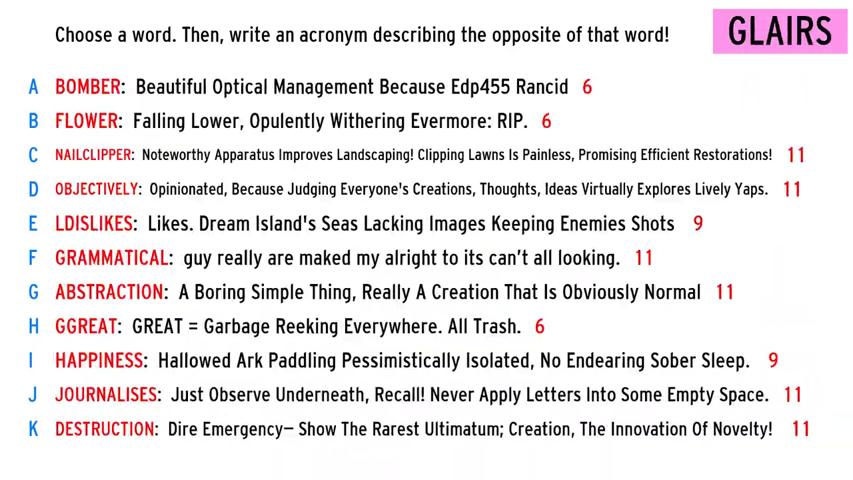 Choose a word. Then, write an acronym describing the opposite of that word!
GLAIRS
A BOMBER: Beautiful Optical Management Because Edp455 Rancid 6
B FLOWER: Falling Lower, Opulently Withering Evermore: RIP. 6
C NAILCLIPPER: Noteworthy Apparatus Improves Landscaping! Clipping Lawns Is Painless, Promising Efficient Restorations! 11
D OBJECTIVELY: Opinionated, Because Judging Everyone's Creations, Thoughts, Ideas Virtually Explores Lively Yaps. 11
E LDISLIKES: Likes. Dream Island's Seas Lacking Images Keeping Enemies Shots 9
F GRAMMATICAL: guy really are maked my alright to its can't all looking. 11
G ABSTRACTION: A Boring Simple Thing, Really A Creation That Is Obviously Normal 11
H GGREAT: GREAT = Garbage Reeking Everywhere. All Trash. 6
I HAPPINESS: Hallowed Ark Paddling Pessimistically Isolated, No Endearing Sober Sleep. 9
J JOURNALISES: Just Observe Underneath, Recall! Never Apply Letters Into Some Empty Space. 11
K DESTRUCTION: Dire Emergency– Show The Rarest Ultimatum; Creation, The Innovation Of Novelty! 11